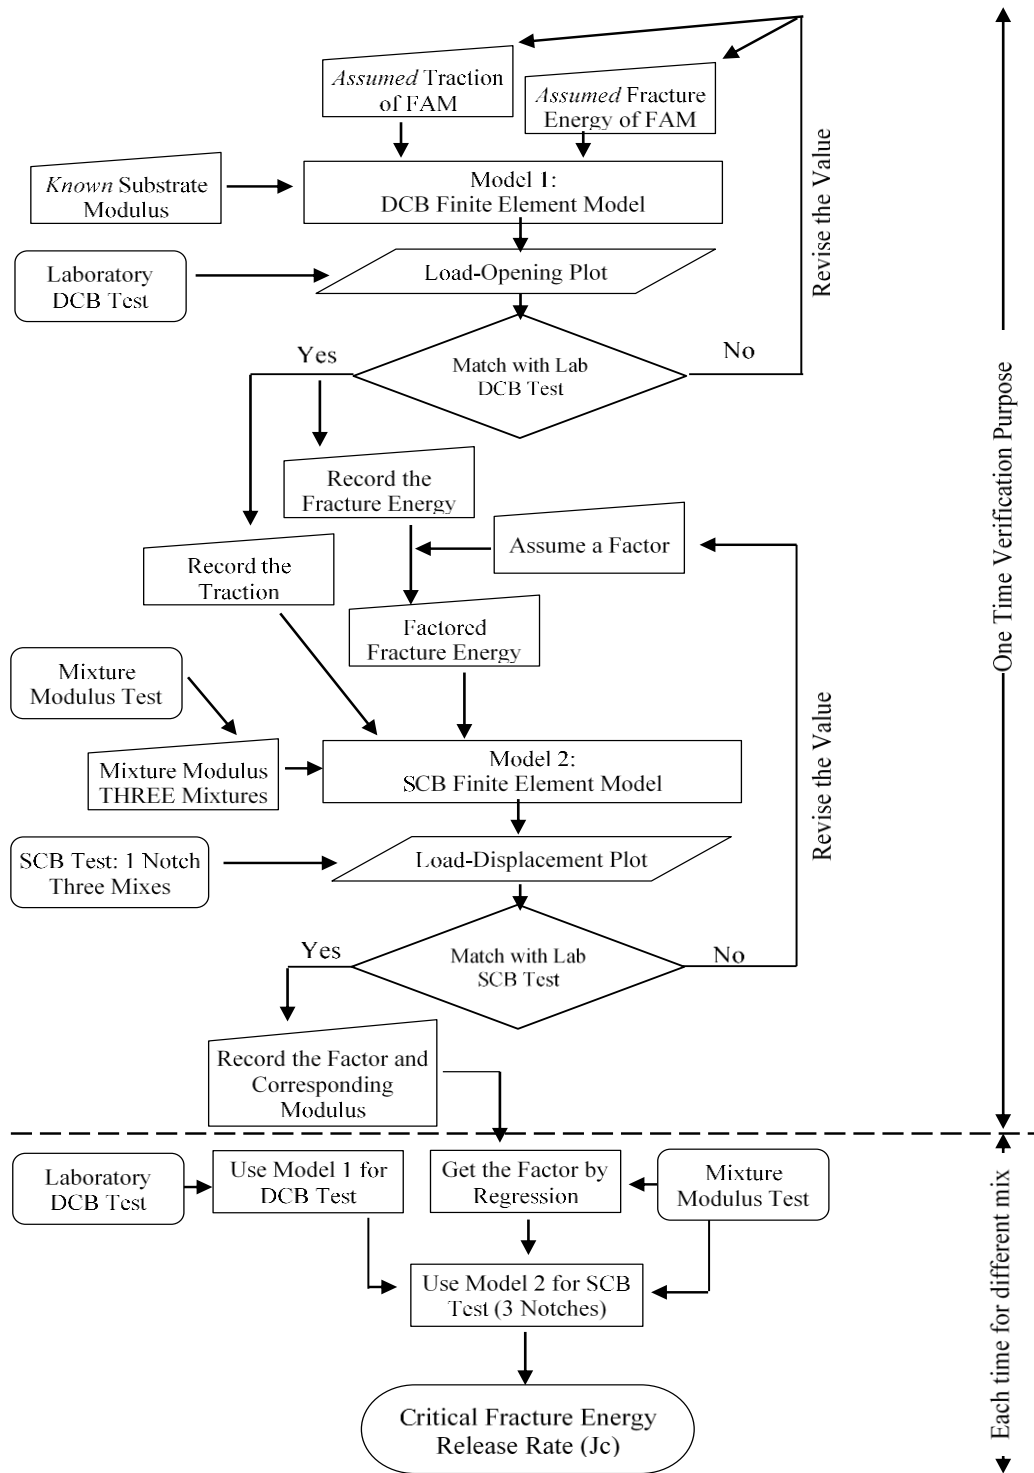 Assumed Traction
of FAM
Assumed Fracture
Energy of FAM
Known Substrate
Modulus
Model 1:
DCB Finite Element Model
Laboratory
DCB Test
Load-Opening Plot
Revise the Value
Yes
Match with Lab
DCB Test
No
Record the
Fracture Energy
Assume a Factor
Record the
Traction
Factored
Fracture Energy
One Time Verification Purpose
Mixture
Modulus Test
Mixture Modulus
THREE Mixtures
Model 2:
SCB Finite Element Model
Revise the Value
SCB Test: 1 Notch
Three Mixes
Load-Displacement Plot
Yes
Match with Lab
SCB Test
No
Record the Factor and
Corresponding
Modulus
Laboratory
DCB Test
Use Model 1 for
DCB Test
Get the Factor by
Regression
Mixture
Modulus Test
Use Model 2 for SCB
Test (3 Notches)
Each time for different mix
Critical Fracture Energy
Release Rate (Jc)